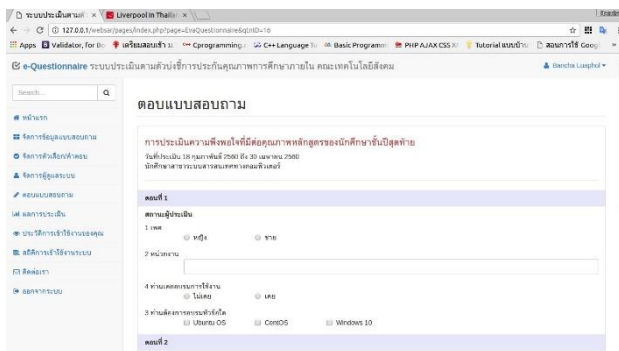 ระบบประเมินตามตัว
Liverpool in Thailan
127.0.0.1/websar/pages/index.php?page=EvaQuestionnaire&qtnID=16
Apps
Validator, for Bo
เตรียมสอบเข้า ม.
Cprogramming
C++ Language Tu
Basic Programm
PHP AJAX CSS
Tutorial แบบบ้าน
สอนการใช้ Goog
e-Questionnaire ระบบประเมินตามตัวบ่งชี้การประกันคุณภาพการศึกษาภายใน คณะเทคโนโลยีสังคม
Bancha Luaphol
Search...
หน้าแรก
จัดการข้อมูลแบบสอบถาม
จัดการตัวเลือก/คำตอบ
จัดการผู้ดูแลระบบ
ตอบแบบสอบถาม
ผลการประเมิน
ประวัติการเข้าใช้งานของคุณ
สถิติการเข้าใช้งานระบบ
ติดต่อเรา
ออกจากระบบ
ตอบแบบสอบถาม
การประเมินความพึงพอใจที่มีต่อคุณภาพหลักสูตรของนักศึกษาชั้นปีสุดท้าย
วันที่ประเมิน 18 กุมภาพันธ์ 2560 ถึง 30 เมษายน 2560
นักศึกษาสาขาระบบสารสนเทศทางคอมพิวเตอร์
ตอนที่ 1
สถานะผู้ประเมิน
1 เพศ
หญิง ชาย
2 หน่วยงาน
4 ท่านเคยอบรมการใช้งาน
ไม่เคย เคย
3 ท่านต้องการอบรมหัวข้อใด
Ubuntu OS CentOS Windows 10
ตอนที่ 2